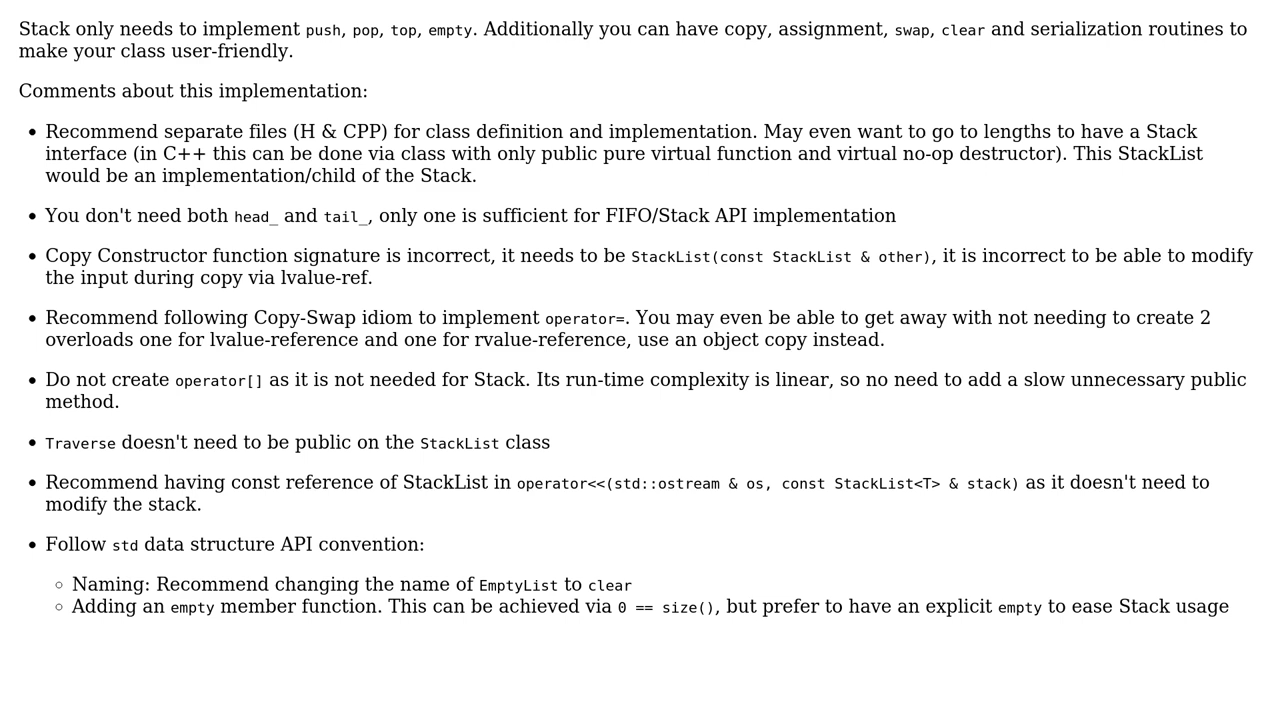 Stack only needs to implement push, pop, top, empty. Additionally you can have copy, assignment, swap, clear and serialization routines to
make your class user-friendly.
Comments about this implementation:
• Recommend separate files (H & CPP) for class definition and implementation. May even want to go to lengths to have a Stack
interface (in C++ this can be done via class with only public pure virtual function and virtual no-op destructor). This StackList
would be an implementation/child of the Stack.
• You don't need both head_ and tail_, only one is sufficient for FIFO/Stack API implementation
• Copy Constructor function signature is incorrect, it needs to be StackList(const StackList & other), it is incorrect to be able to modify
the input during copy via lvalue-ref.
• Recommend following Copy-Swap idiom to implement operator=. You may even be able to get away with not needing to create 2
overloads one for lvalue-reference and one for rvalue-reference, use an object copy instead.
• Do not create operator[] as it is not needed for Stack. Its run-time complexity is linear, so no need to add a slow unnecessary public
method.
• Traverse doesn't need to be public on the StackList class
• Recommend having const reference of StackList in operator<<(std::ostream & os, const StackList<T> & stack) as it doesn't need to
modify the stack.
• Follow std data structure API convention:
◦ Naming: Recommend changing the name of EmptyList to clear
◦ Adding an empty member function. This can be achieved via 0 == size(), but prefer to have an explicit empty to ease Stack usage